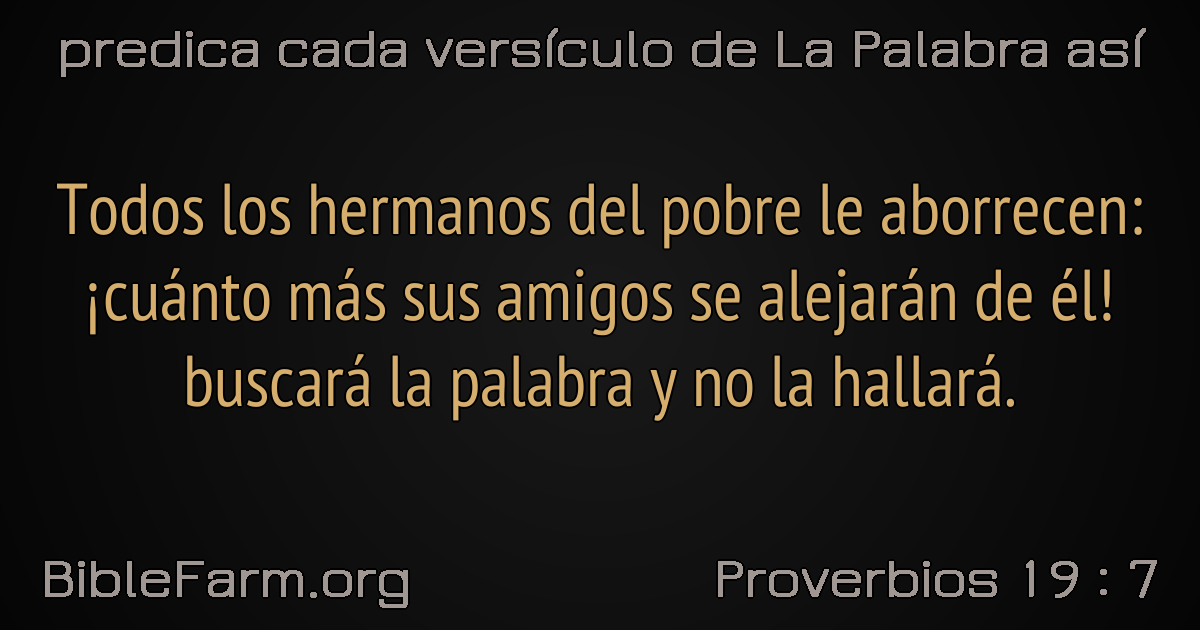 predica cada versículo de La Palabra así
Todos los hermanos del pobre le aborrecen:
¡cuánto más sus amigos se alejarán de él!
buscará la palabra y no la hallará.
BibleFarm.org
Proverbios 19 : 7